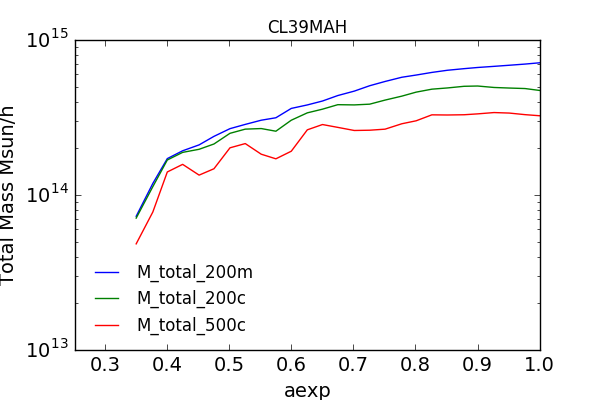 CL39MAH
10^15
10^14
10^13
Total Mass Msun/h
M_total_200m
M_total_200c
M_total_500c
0.3 0.4 0.5 0.6 0.7 0.8 0.9 1.0
aexp